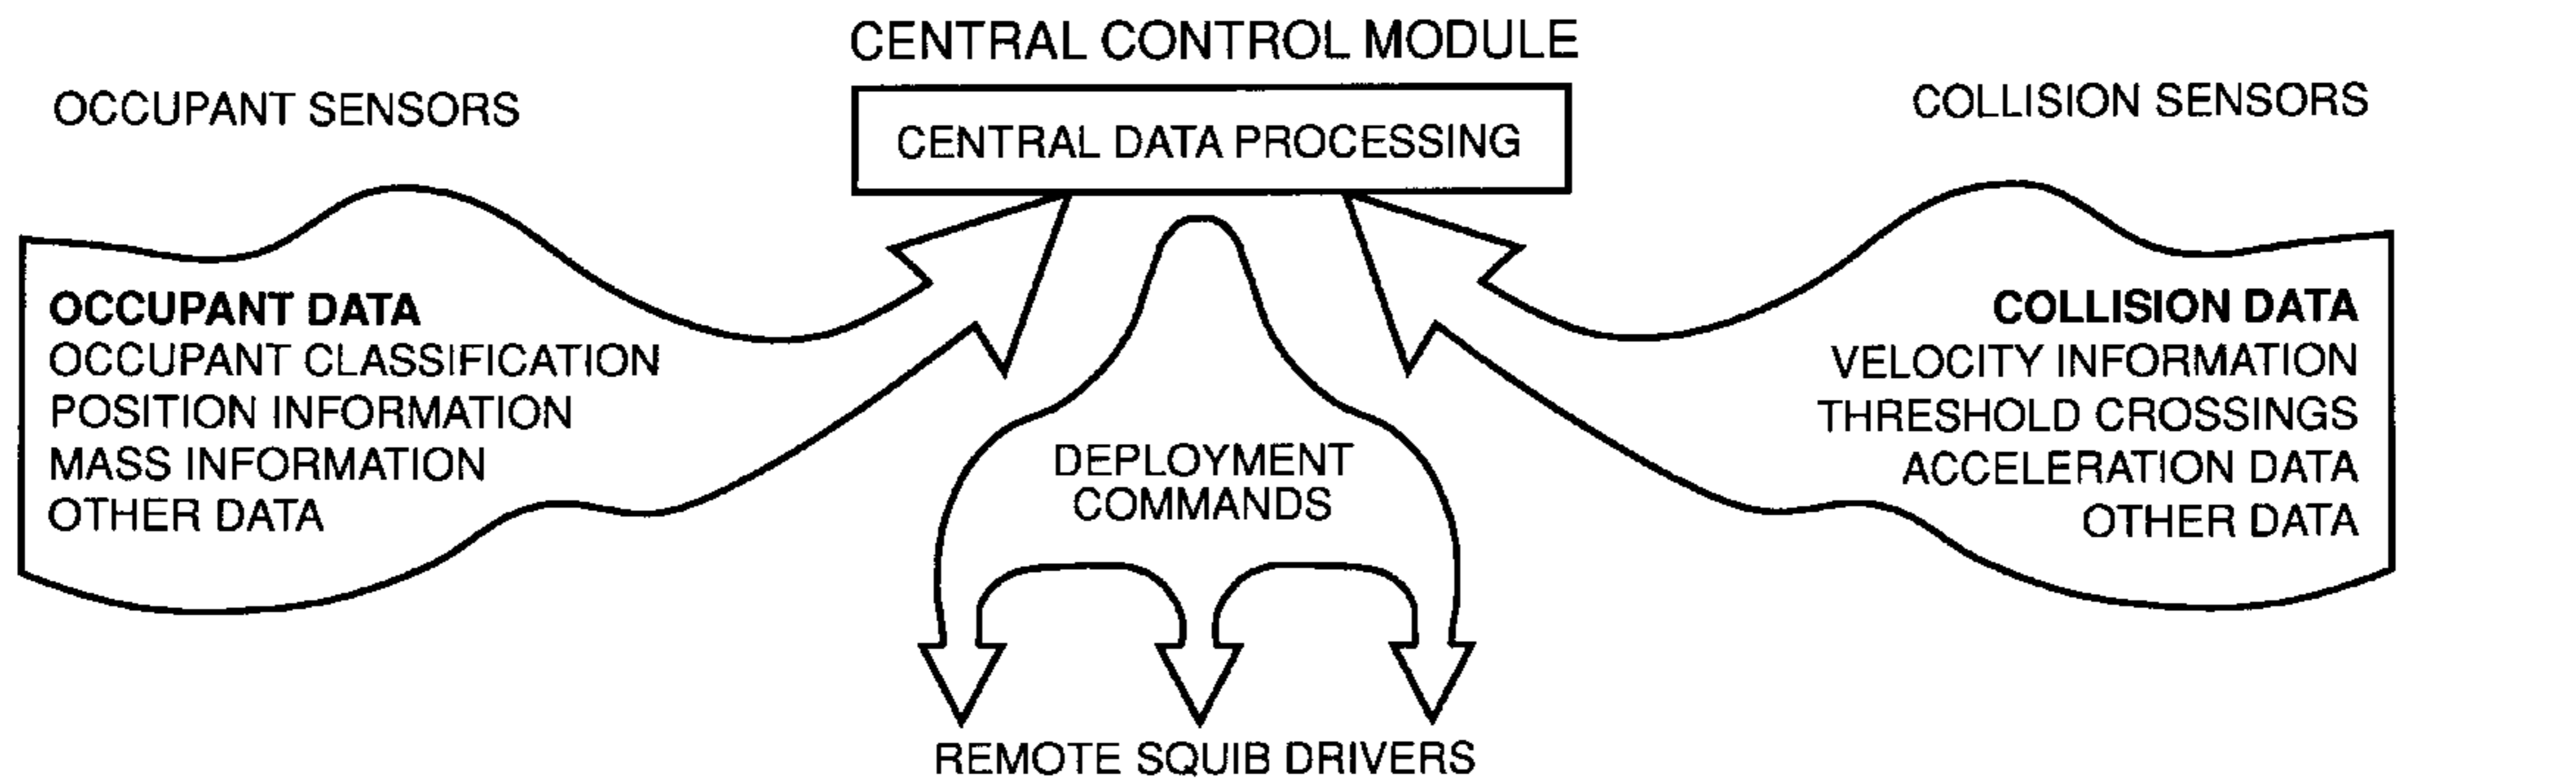 CENTRAL CONTROL MODULE
CENTRAL DATA PROCESSING
OCCUPANT SENSORS
OCCUPANT DATA
OCCUPANT CLASSIFICATION
POSITION INFORMATION
MASS INFORMATION
OTHER DATA
COLLISION SENSORS
COLLISION DATA
VELOCITY INFORMATION
THRESHOLD CROSSINGS
ACCELERATION DATA
OTHER DATA
DEPLOYMENT
COMMANDS
REMOTE SQUIB DRIVERS